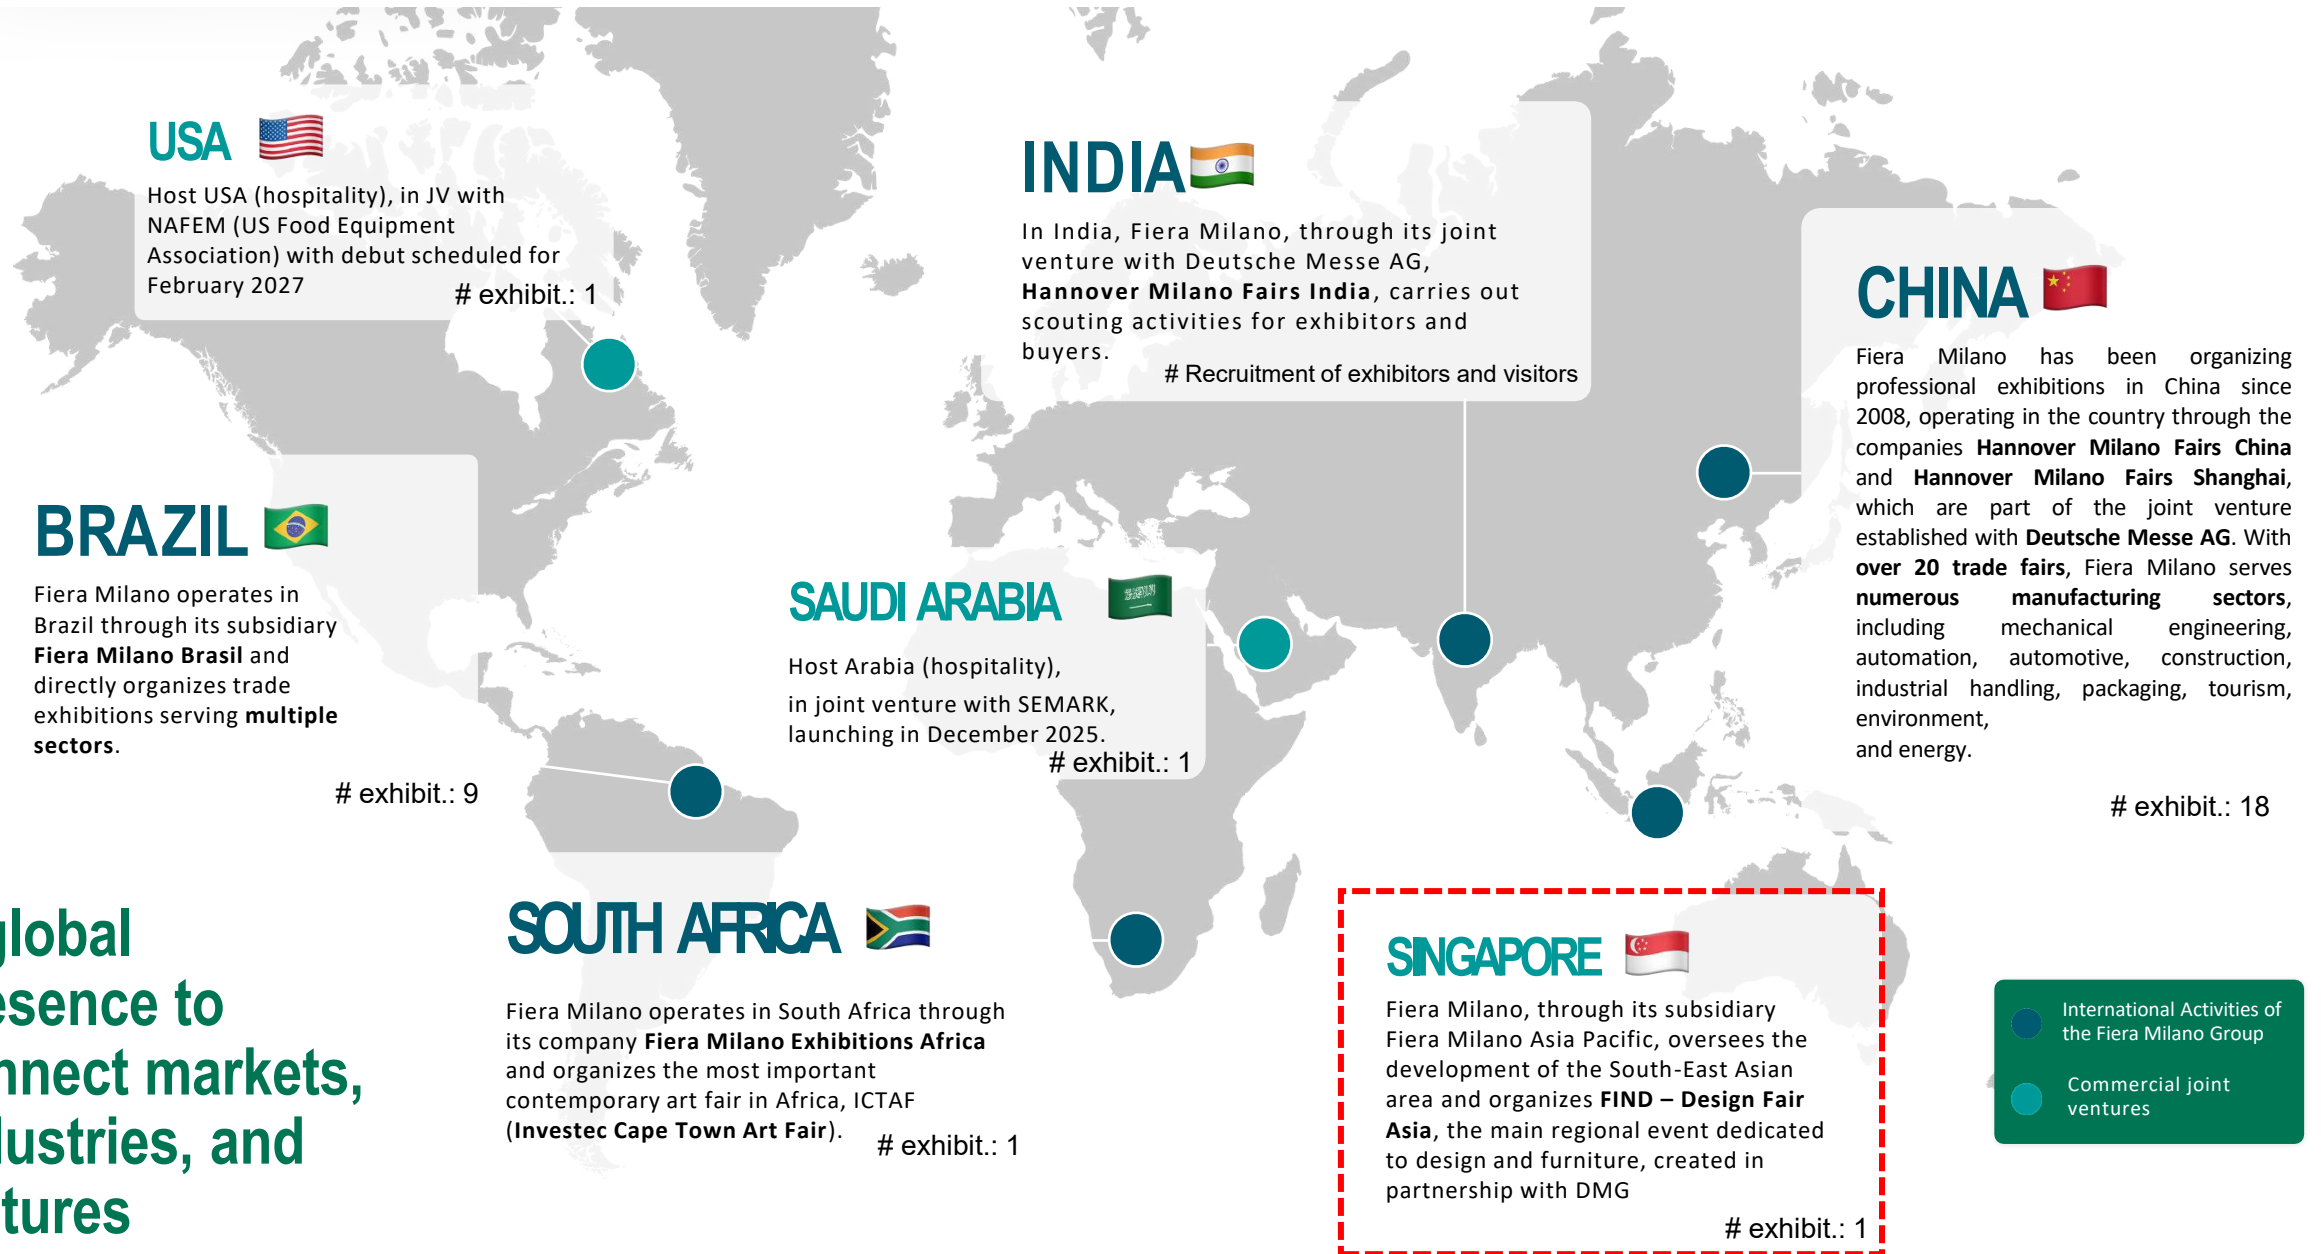 USA
Host USA (hospitality), in JV with
NAFEM (US Food Equipment
Association) with debut scheduled for
February 2027
# exhibit.: 1
INDIA
In India, Fiera Milano, through its joint
venture with Deutsche Messe AG,
Hannover Milano Fairs India, carries out
scouting activities for exhibitors and
buyers.
# Recruitment of exhibitors and visitors
CHINA
Fiera Milano has been organizing
professional exhibitions in China since
2008, operating in the country through the
companies Hannover Milano Fairs China
and Hannover Milano Fairs Shanghai,
which are part of the joint venture
established with Deutsche Messe AG. With
over 20 trade fairs, Fiera Milano serves
numerous manufacturing sectors,
including mechanical engineering,
automation, automotive, construction,
industrial handling, packaging, tourism,
environment,
and energy.
# exhibit.: 18
BRAZIL
Fiera Milano operates in
Brazil through its subsidiary
Fiera Milano Brasil and
directly organizes trade
exhibitions serving multiple
sectors.
# exhibit.: 9
SAUDI ARABIA
Host Arabia (hospitality),
in joint venture with SEMARK,
launching in December 2025.
# exhibit.: 1
SOUTH AFRICA
Fiera Milano operates in South Africa through
its company Fiera Milano Exhibitions Africa
and organizes the most important
contemporary art fair in Africa, ICTAF
(Investec Cape Town Art Fair).
# exhibit.: 1
SINGAPORE
Fiera Milano, through its subsidiary
Fiera Milano Asia Pacific, oversees the
development of the South-East Asian
area and organizes FIND – Design Fair
Asia, the main regional event dedicated
to design and furniture, created in
partnership with DMG
# exhibit.: 1
International Activities of
the Fiera Milano Group
Commercial joint
ventures
global
esence to
nnect markets,
lustries, and
tures